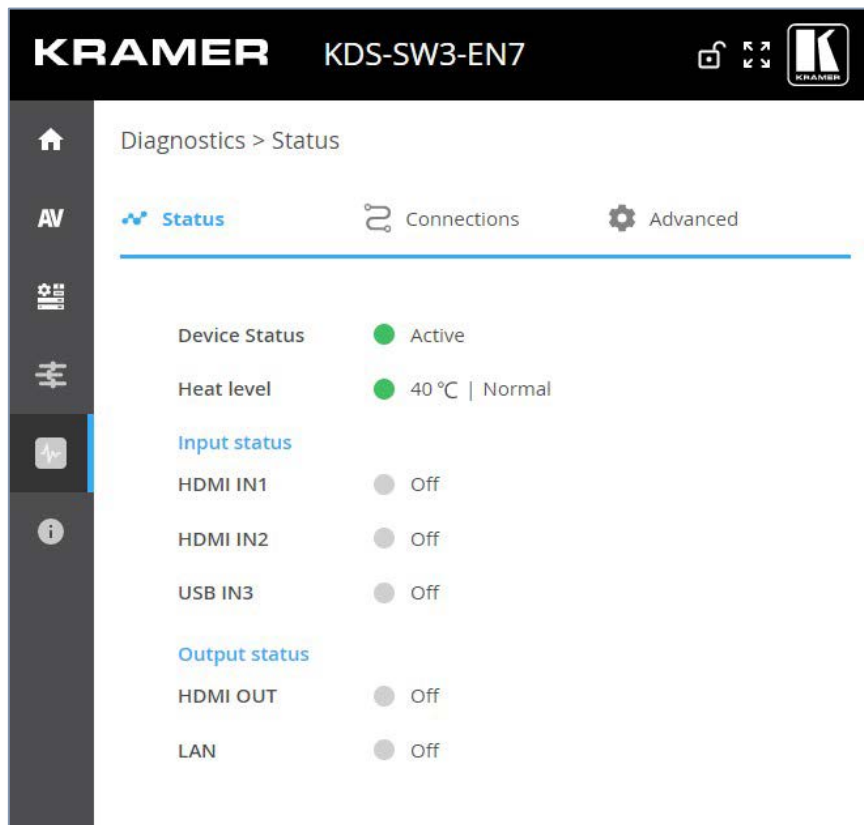 KRAMER KDS-SW3-EN7
KRAMER
Diagnostics > Status
AV
Status Connections Advanced
Device Status Active
Heat level 40 °C | Normal
Input status
HDMI IN1 Off
HDMI IN2 Off
USB IN3 Off
Output status
HDMI OUT Off
LAN Off